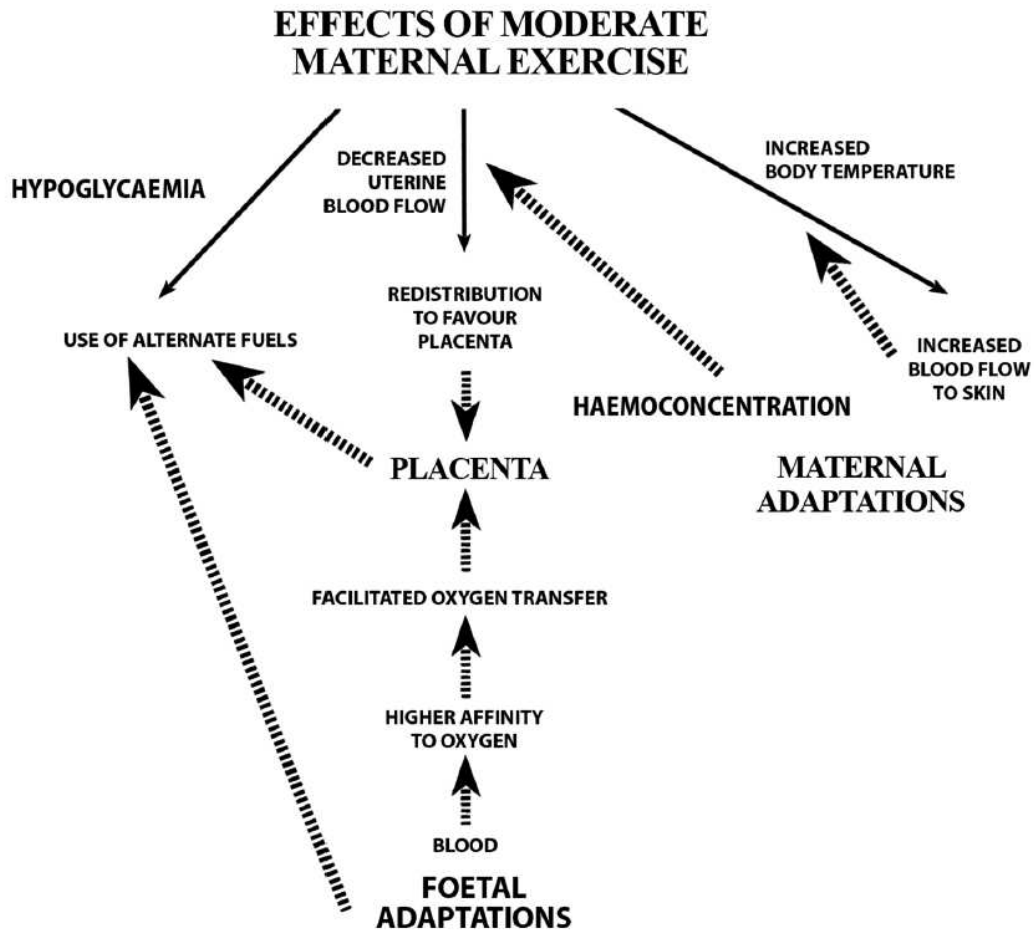 EFFECTS OF MODERATE
MATERNAL EXERCISE
HYPOGLYCAEMIA
DECREASED
UTERINE
BLOOD FLOW
INCREASED
BODY TEMPERATURE
USE OF ALTERNATE FUELS
REDISTRIBUTION
TO FAVOUR
PLACENTA
HAEMOCONCENTRATION
INCREASED
BLOOD FLOW
TO SKIN
PLACENTA
MATERNAL
ADAPTATIONS
FACILITATED OXYGEN TRANSFER
HIGHER AFFINITY
TO OXYGEN
BLOOD
FOETAL
ADAPTATIONS